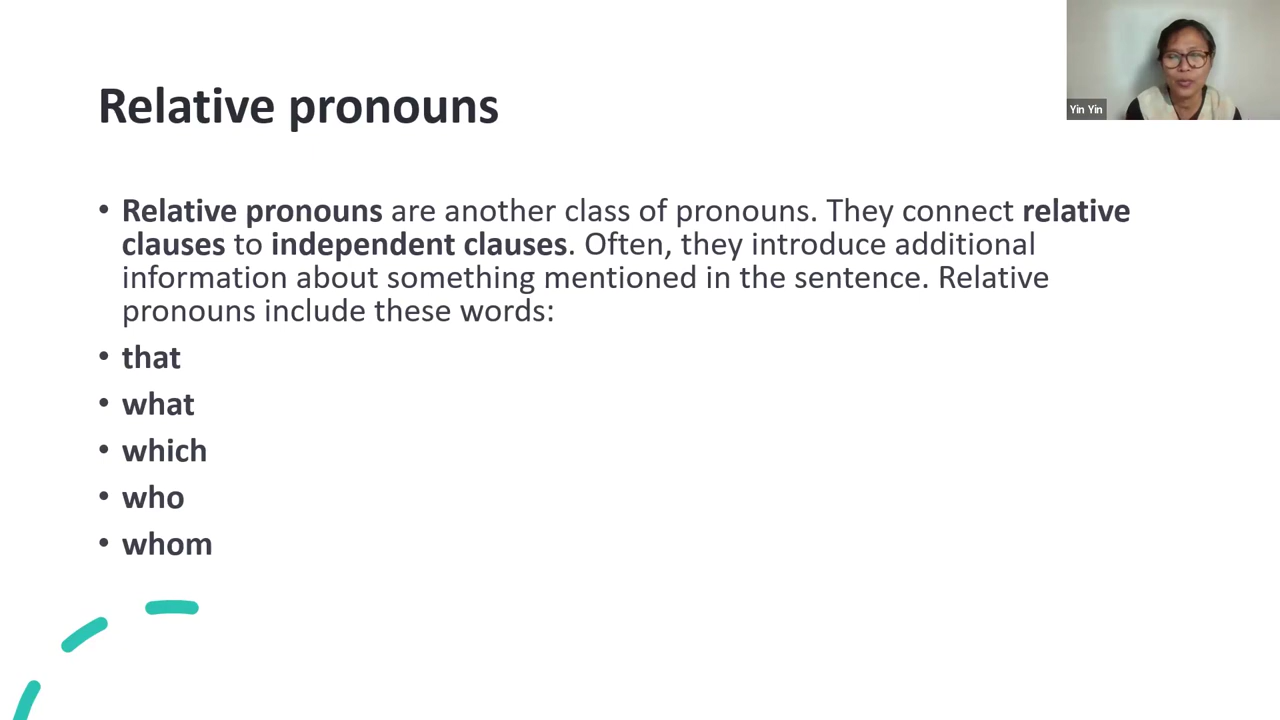 Relative pronouns
Yin Yin
• Relative pronouns are another class of pronouns. They connect relative
clauses to independent clauses. Often, they introduce additional
information about something mentioned in the sentence. Relative
pronouns include these words:
• that
• what
• which
• who
• whom